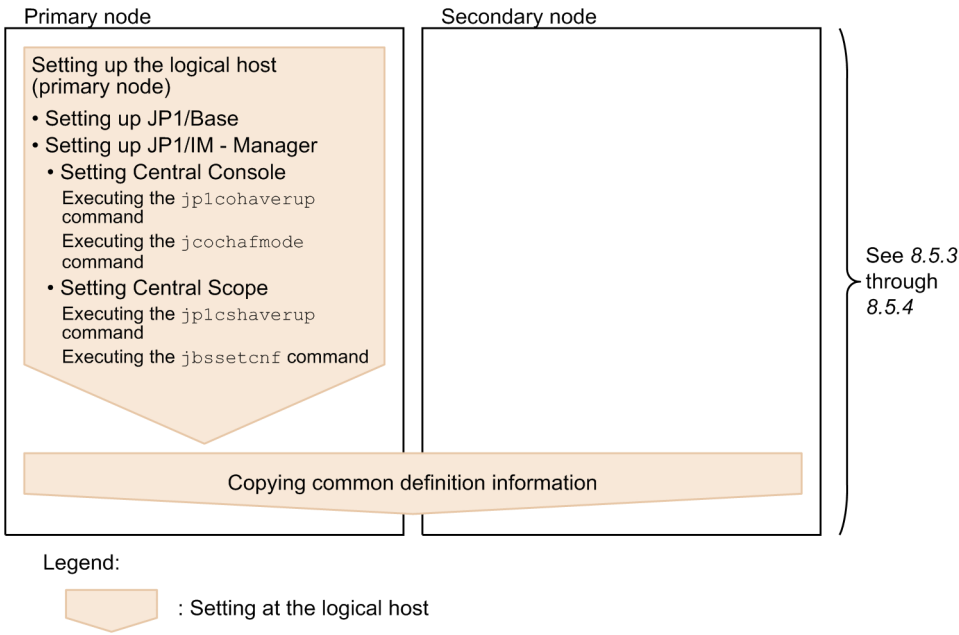 Primary node
Secondary node
Setting up the logical host
(primary node)
• Setting up JP1/Base
• Setting up JP1/IM - Manager
• Setting Central Console
Executing the jp1cohaverup
command
Executing the jcochafmode
command
• Setting Central Scope
Executing the jp1cshaverup
command
Executing the jbssetcnf command
See 8.5.3
through
8.5.4
Copying common definition information
Legend:
: Setting at the logical host